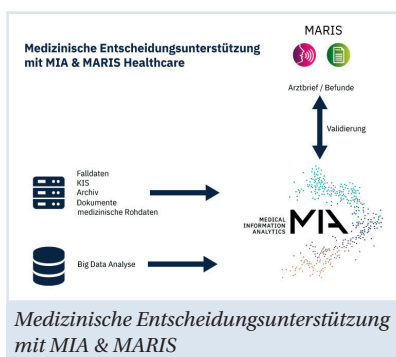 MARIS
Medizinische Entscheidungsunterstützung
mit MIA & MARIS Healthcare
Arztbrief / Befunde
Validierung
Falldaten
KIS
Archiv
Dokumente
medizinische Rohdaten
MEDICAL
INFORMATION
ANALYTICS
MIA
Big Data Analyse
Medizinische Entscheidungsunterstützung
mit MIA & MARIS